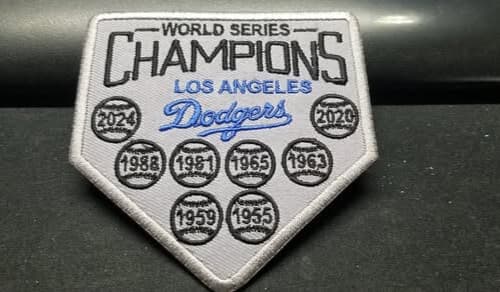 WORLD SERIES
CHAMPIONS
LOS ANGELES
Dodgers
2024 2020
1988 1981 1965 1963
1959 1955